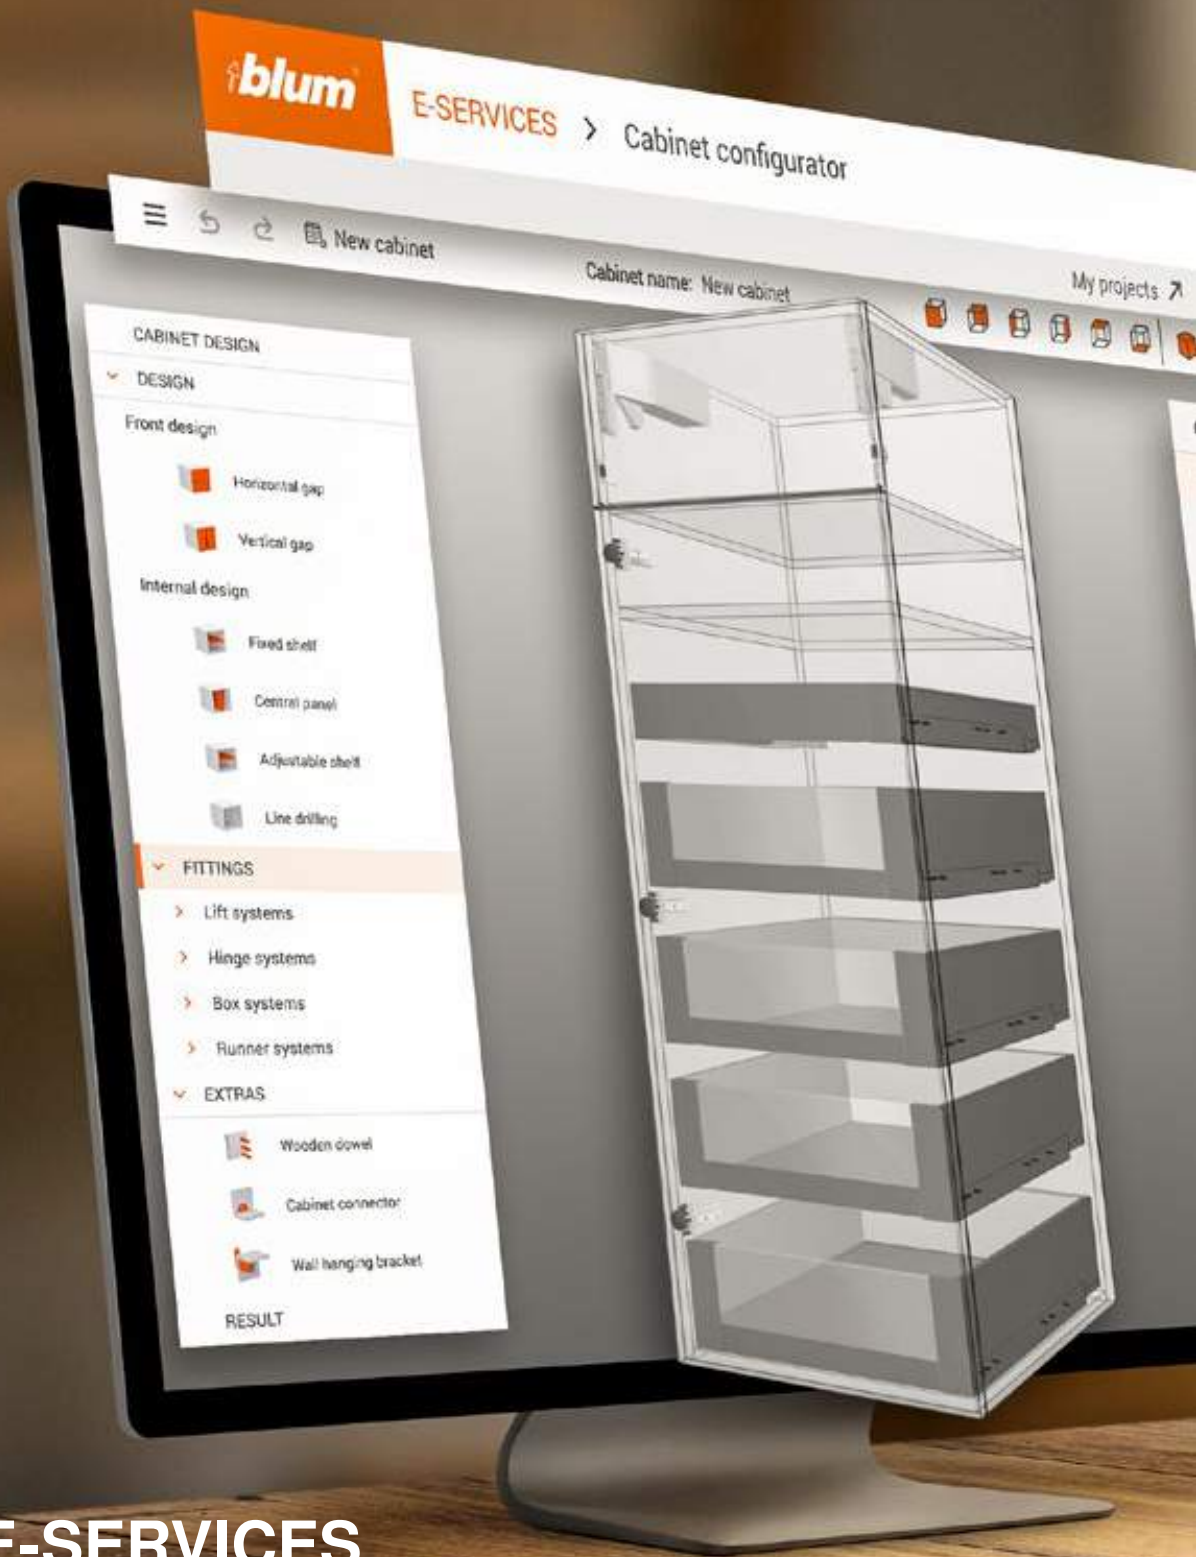 blum
E-SERVICES > Cabinet configurator
New cabinet
Cabinet name: New cabinet
My projects
CABINET DESIGN
DESIGN
Front design
Horizontal gap
Vertical gap
Internal design
Fixed shelf
Central panel
Adjustable shelf
Line drilling
FITTINGS
Lift systems
Hinge systems
Box systems
Runner systems
EXTRAS
Wooden dowel
Cabinet connector
Wall hanging bracket
RESULT
E-SERVICES